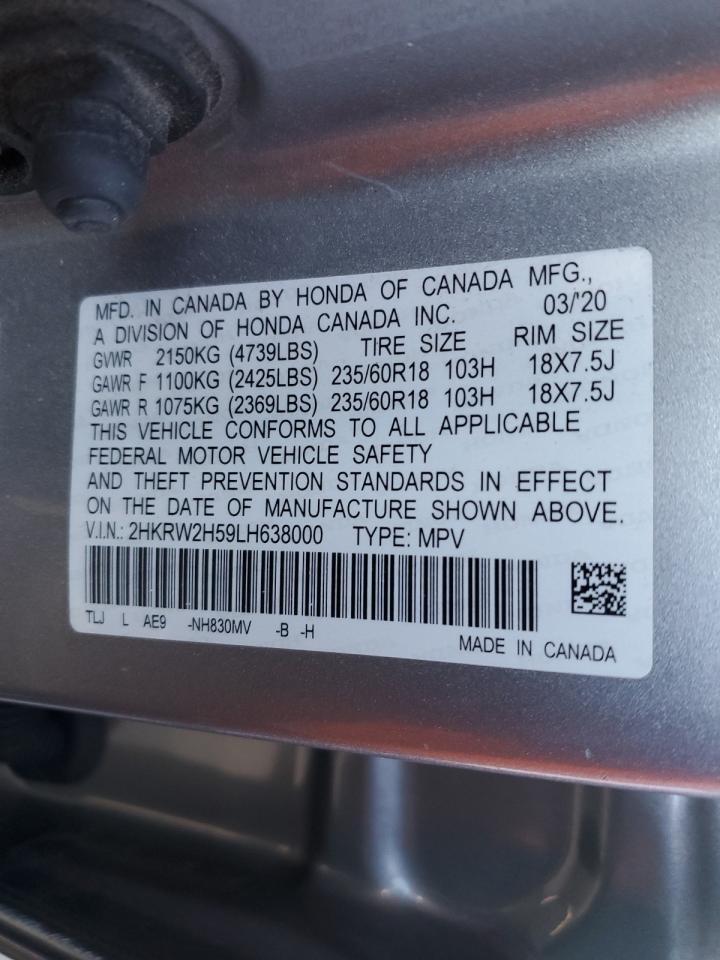 MFD. IN CANADA BY HONDA OF CANADA MFG.,
A DIVISION OF HONDA CANADA INC. 03/'20
GVWR 2150KG (4739LBS) TIRE SIZE RIM SIZE
GAWR F 1100KG (2425LBS) 235/60R18 103H 18X7.5J
GAWR R 1075KG (2369LBS) 235/60R18 103H 18X7.5J
THIS VEHICLE CONFORMS TO ALL APPLICABLE
FEDERAL MOTOR VEHICLE SAFETY
AND THEFT PREVENTION STANDARDS IN EFFECT
ON THE DATE OF MANUFACTURE SHOWN ABOVE.
V.I.N.: 2HKRW2H59LH638000 TYPE: MPV
TLJ L AE9 -NH830MV -B -H
MADE IN CANADA